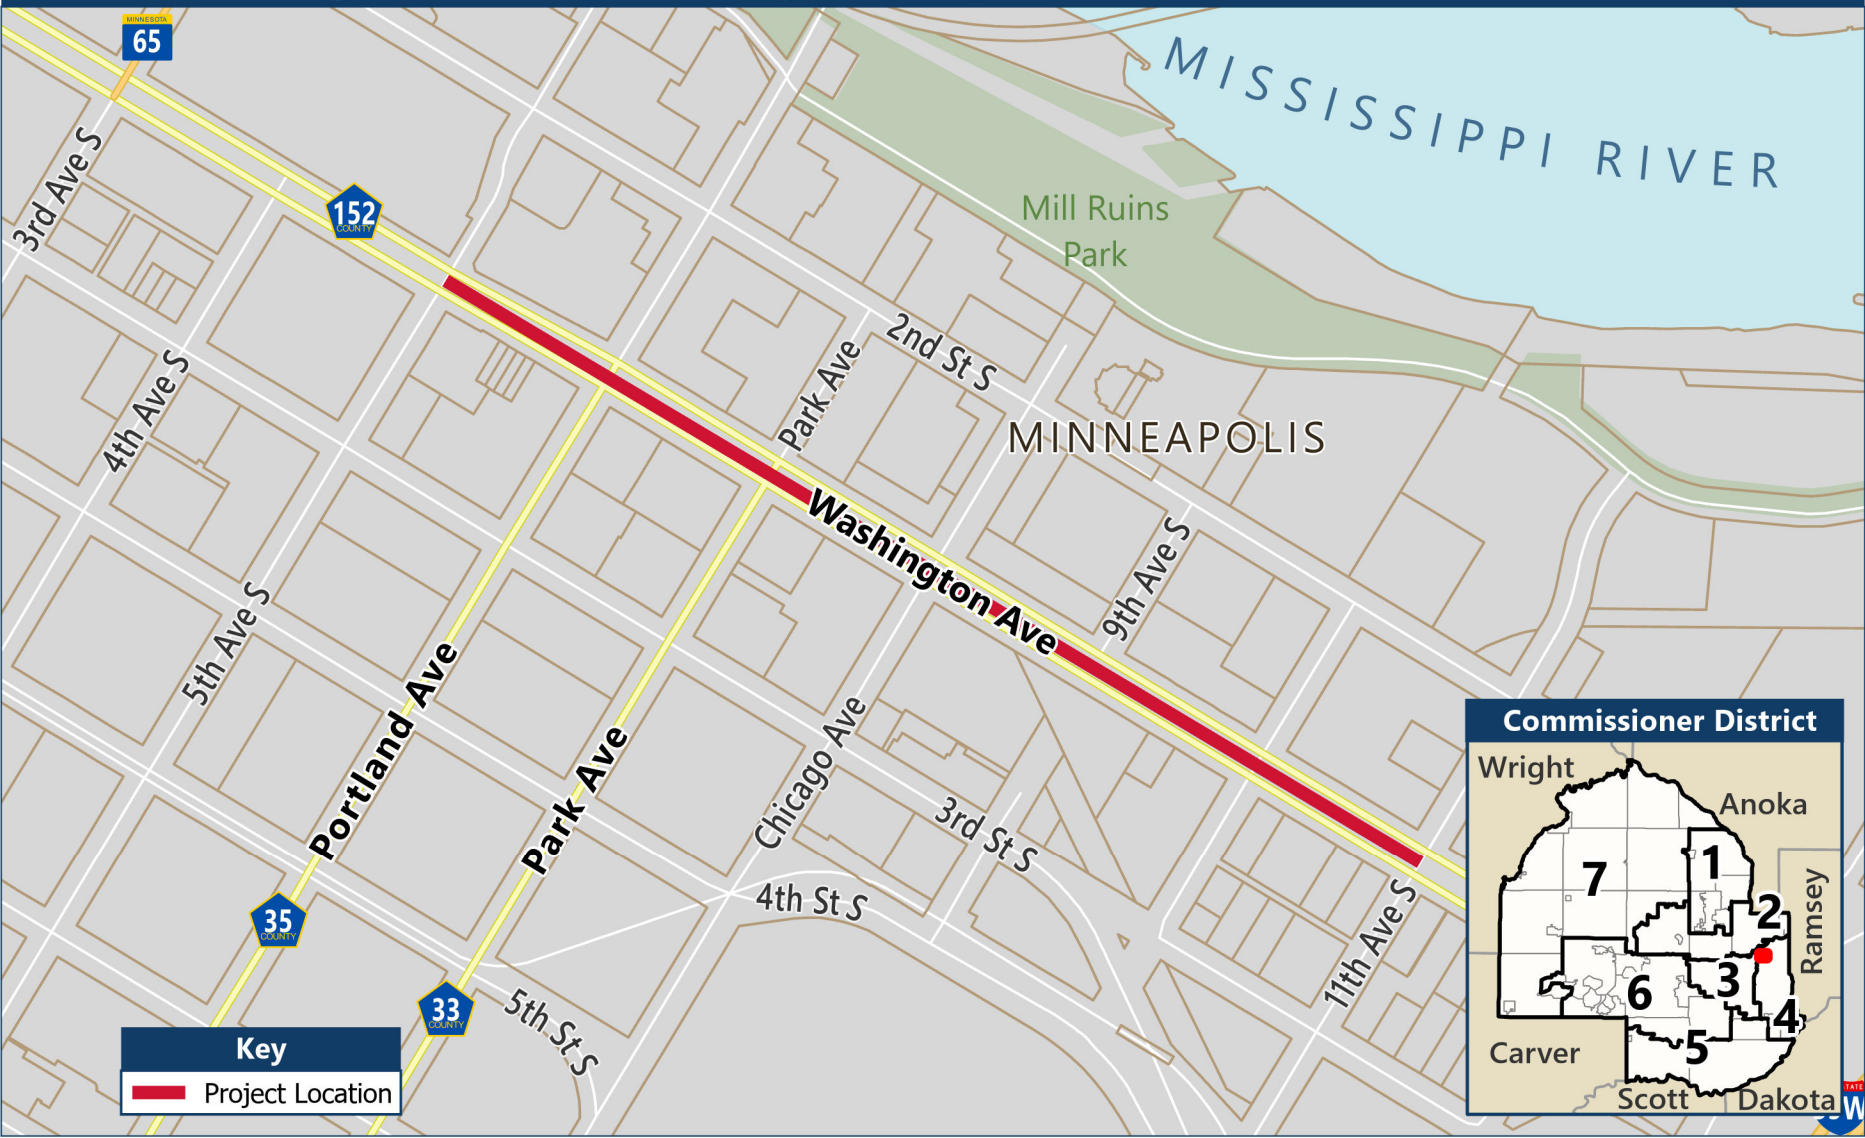 MINNESOTA
65
MISSISSIPPI RIVER
3rd Ave S
152
COUNTY
Mill Ruins
Park
2nd St S
Park Ave
4th Ave S
MINNEAPOLIS
Washington Ave
9th Ave S
5th Ave S
Portland Ave
Park Ave
Chicago Ave
3rd St S
4th St S
11th Ave S
35
COUNTY
33
COUNTY
5th St S
Key
Project Location
Commissioner District
Wright
Anoka
1
7
2
Ramsey
3
6
4
5
Carver
Scott
Dakota